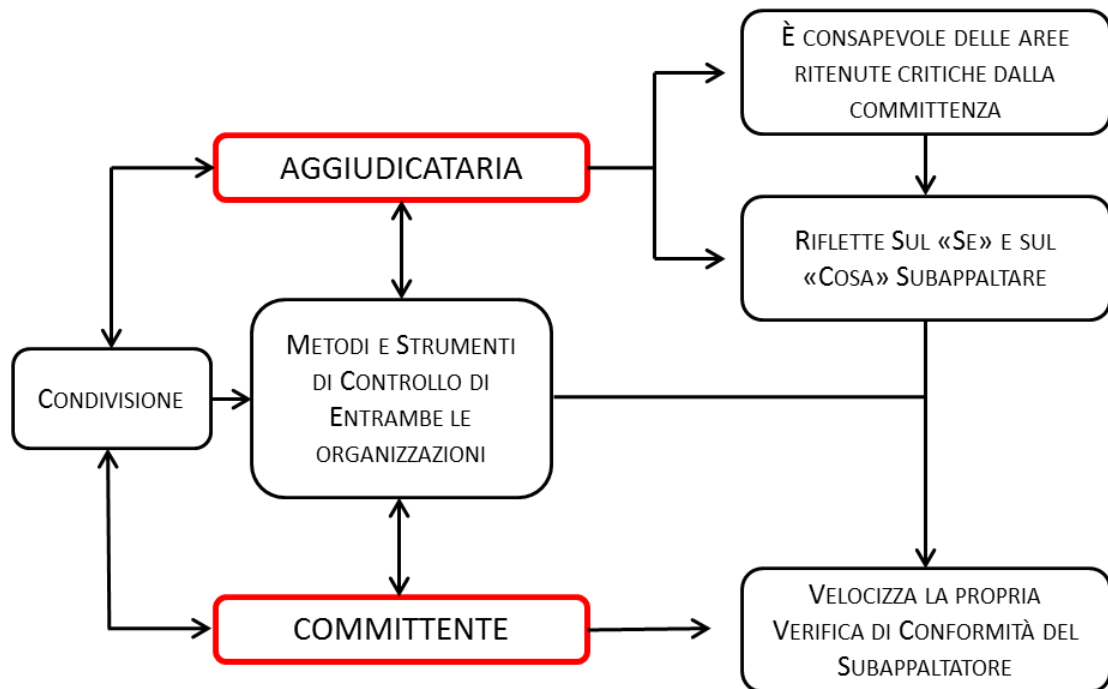 È CONSAPEVOLE DELLE AREE
RITENUTE CRITICHE DALLA
COMMITTENZA
AGGIUDICATARIA
RIFLETTE SUL «SE» E SUL
«COSA» SUBAPPALTARE
METODI E STRUMENTI
DI CONTROLLO DI
ENTRAMBE LE
ORGANIZZAZIONI
CONDIVISIONE
COMMITTENTE
VELOCIZZA LA PROPRIA
VERIFICA DI CONFORMITÀ DEL
SUBAPPALTATORE